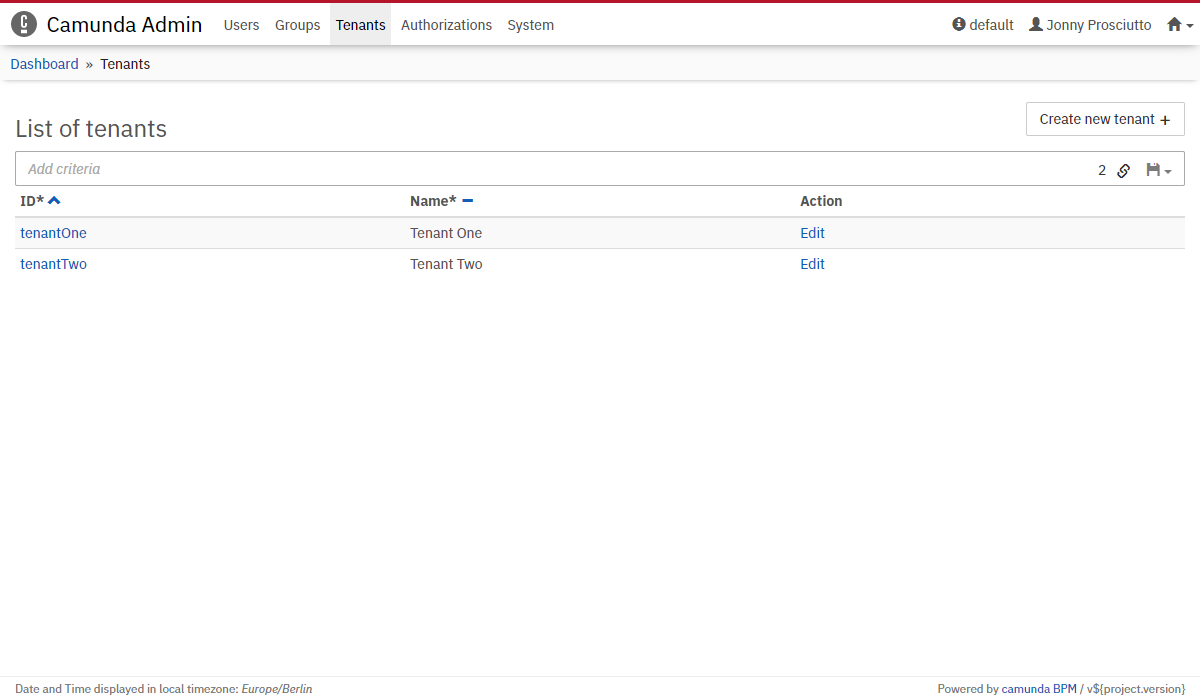 Camunda Admin Users Groups Tenants Authorizations System default Jonny Prosciutto
Dashboard » Tenants
List of tenants
Create new tenant +
Add criteria 2
ID* Name* Action
tenantOne Tenant One Edit
tenantTwo Tenant Two Edit
Date and Time displayed in local timezone: Europe/Berlin Powered by camunda BPM / v${project.version}